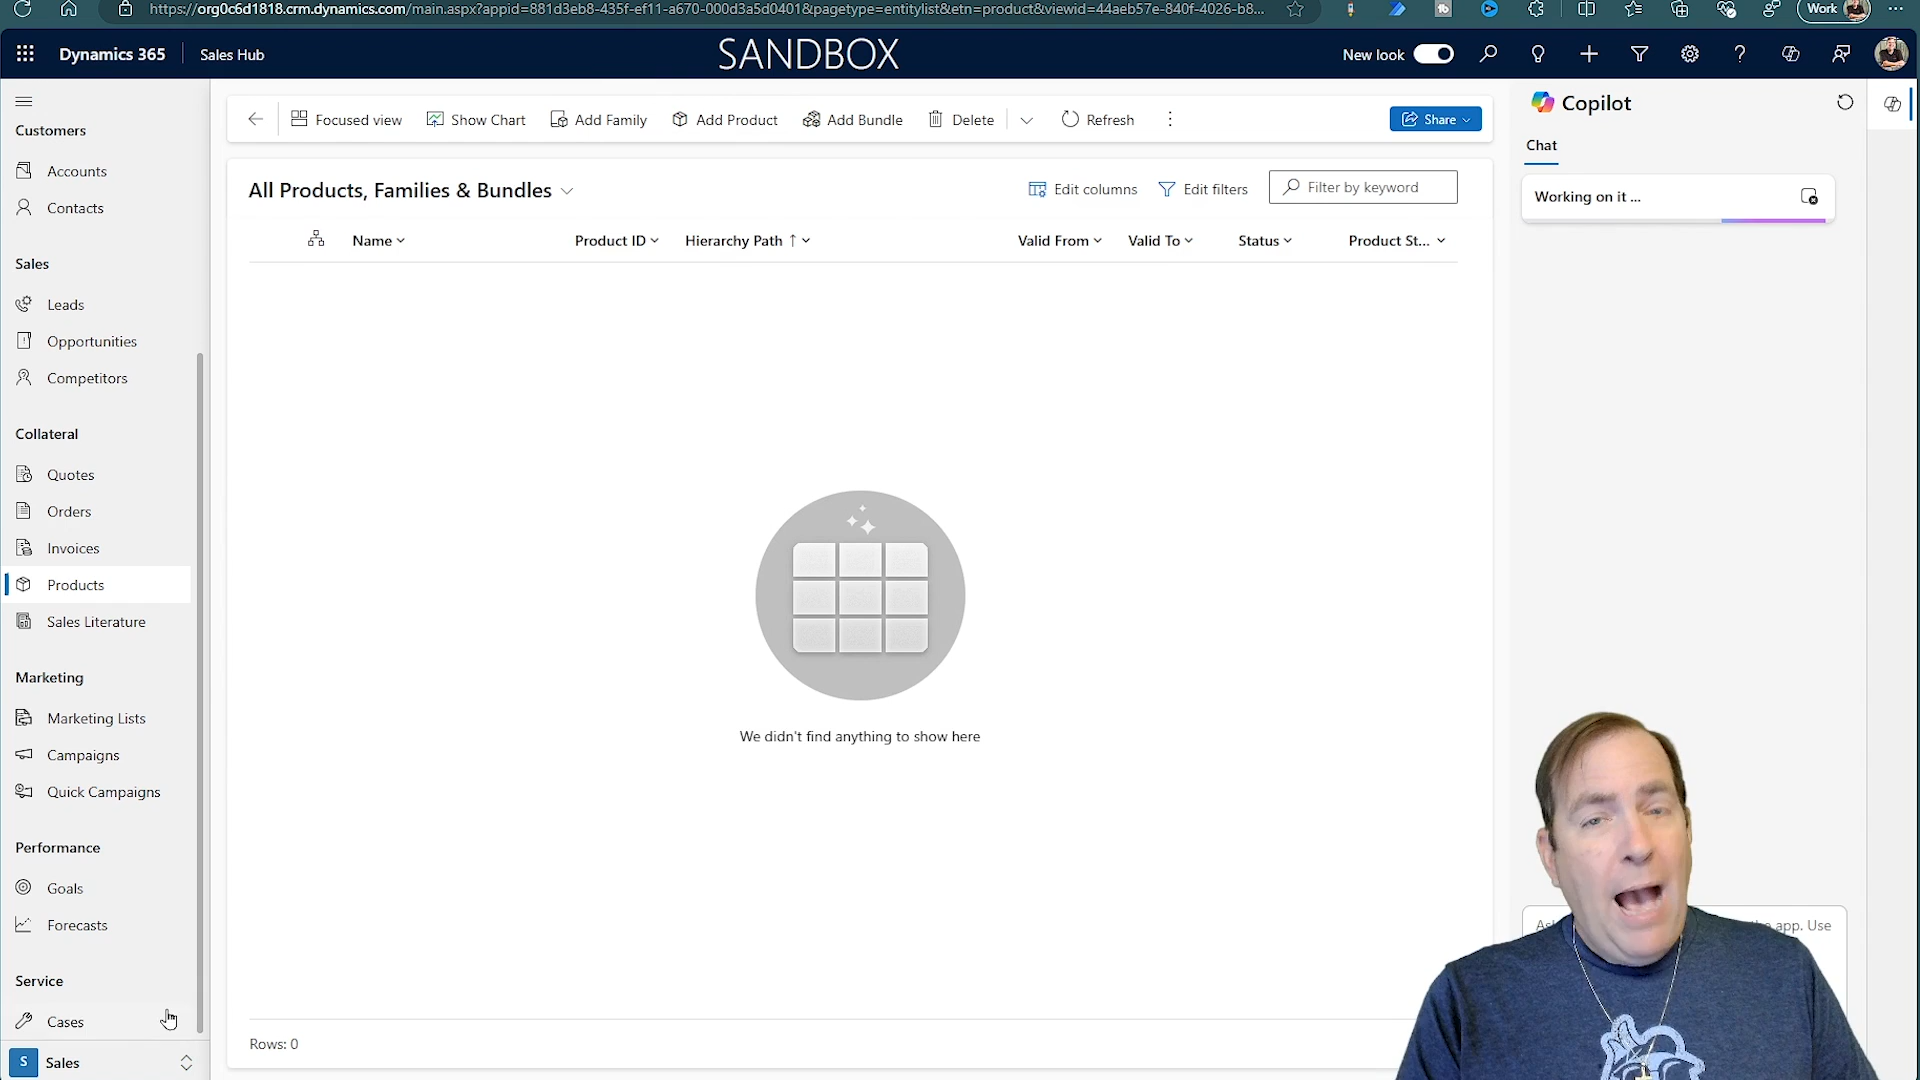 https://org0c6d1818.crm.dynamics.com/main.aspx?appid=881d3eb8-435f-ef11-a670-000d3a5d0401&pagetype=entitylist&etn=product&viewid=44aeb57e-840f-4026-b8...
Work
Dynamics 365
Sales Hub
SANDBOX
New look
Customers
Accounts
Contacts
Sales
Leads
Opportunities
Competitors
Collateral
Quotes
Orders
Invoices
Products
Sales Literature
Marketing
Marketing Lists
Campaigns
Quick Campaigns
Performance
Goals
Forecasts
Service
Cases
S Sales
Focused view
Show Chart
Add Family
Add Product
Add Bundle
Delete
Refresh
Share
All Products, Families & Bundles
Edit columns
Edit filters
Filter by keyword
Name
Product ID
Hierarchy Path ↑
Valid From
Valid To
Status
Product St...
We didn't find anything to show here
Rows: 0
Copilot
Chat
Working on it ...
app. Use